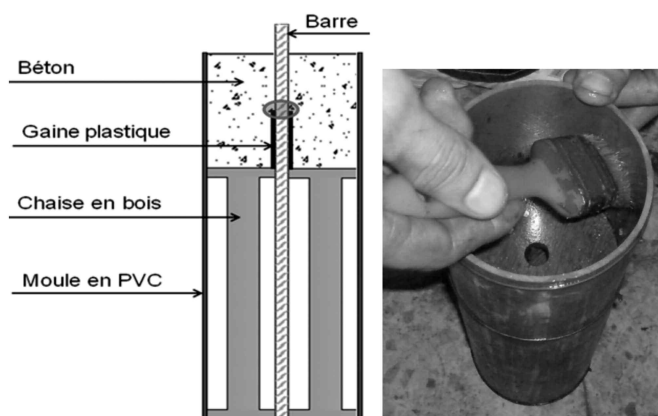 Barre
Béton
Gaine plastique
Chaise en bois
Moule en PVC